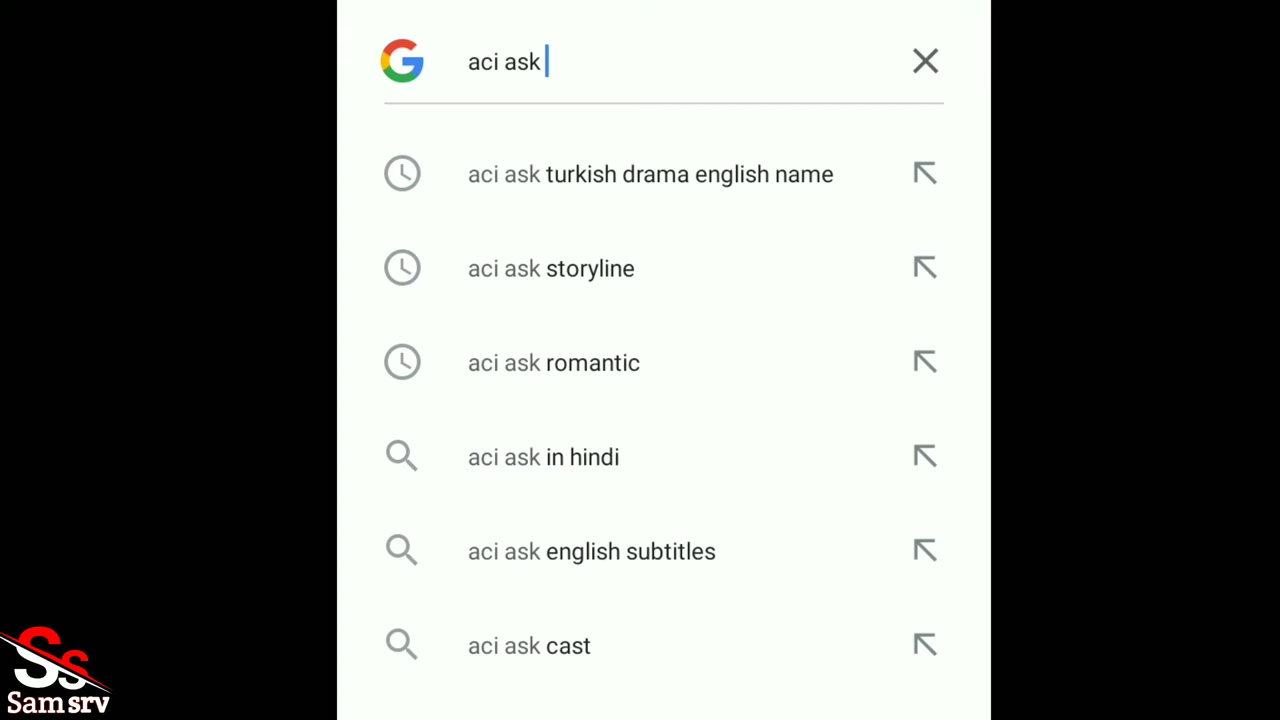 aci ask
aci ask turkish drama english name
aci ask storyline
aci ask romantic
aci ask in hindi
aci ask english subtitles
aci ask cast
Ss
Sam srv